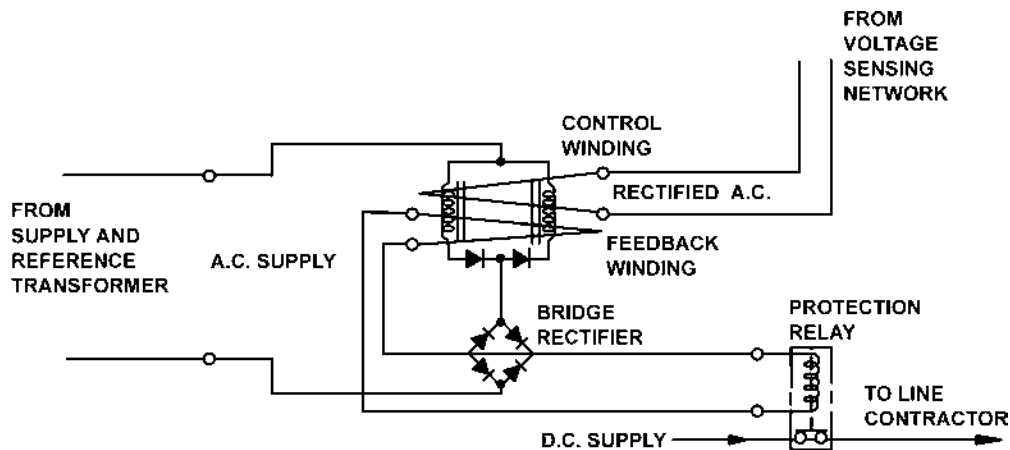 FROM
VOLTAGE
SENSING
NETWORK
CONTROL
WINDING
RECTIFIED A.C.
FROM
SUPPLY AND
REFERENCE
TRANSFORMER
A.C. SUPPLY
FEEDBACK
WINDING
BRIDGE
RECTIFIER
PROTECTION
RELAY
TO LINE
CONTRACTOR
D.C. SUPPLY